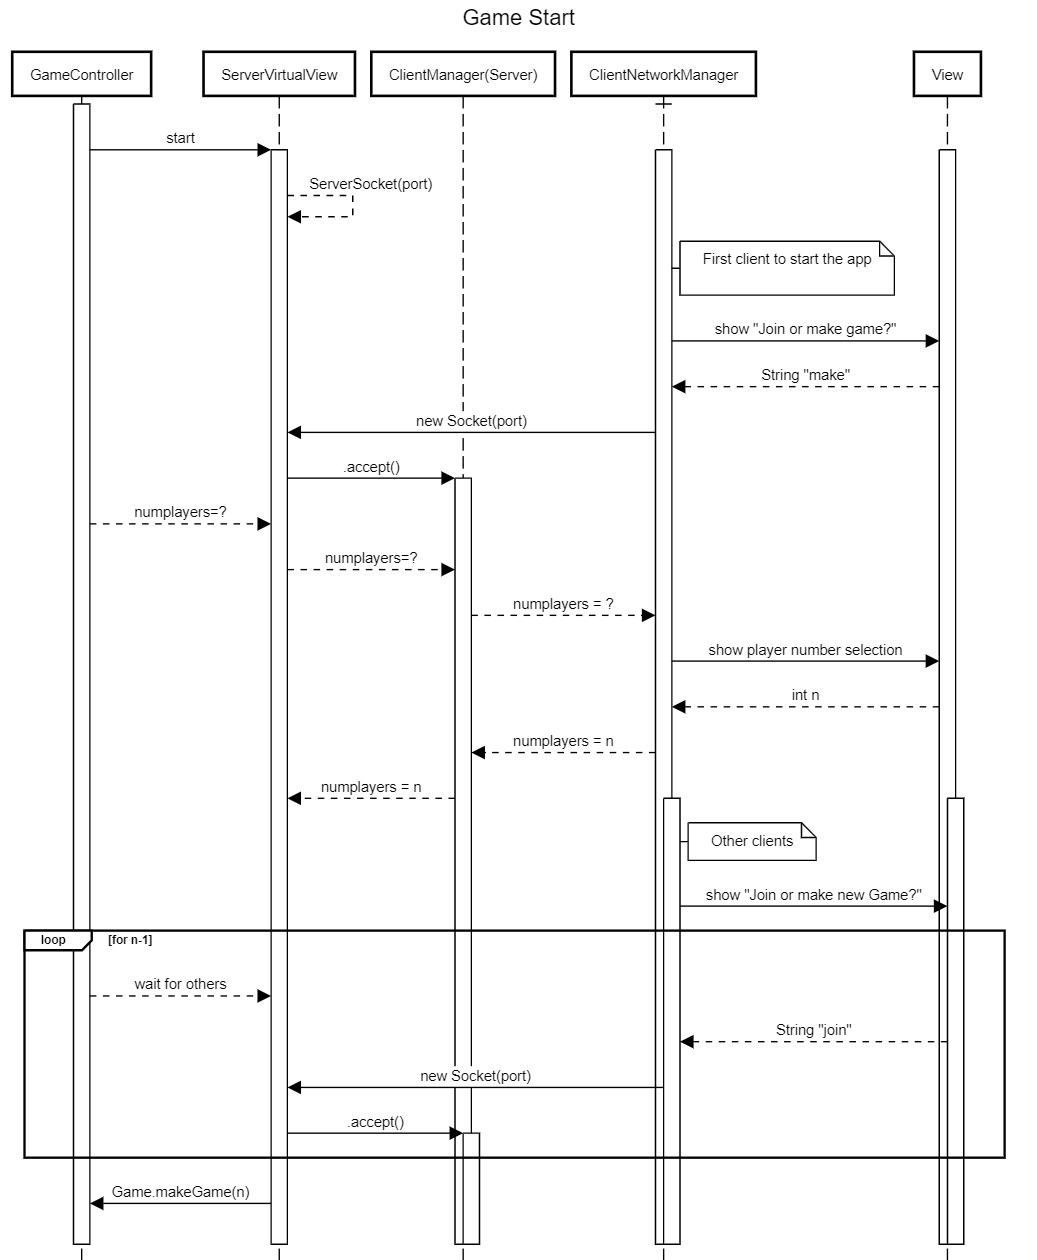 Game Start
GameController
ServerVirtualView
ClientManager(Server)
ClientNetworkManager
View
start
ServerSocket(port)
First client to start the app
show "Join or make game?"
String "make"
new Socket(port)
.accept()
numplayers=?
numplayers=?
numplayers = ?
show player number selection
int n
numplayers = n
numplayers = n
Other clients
show "Join or make new Game?"
loop
[for n-1]
wait for others
String "join"
new Socket(port)
.accept()
Game.makeGame(n)